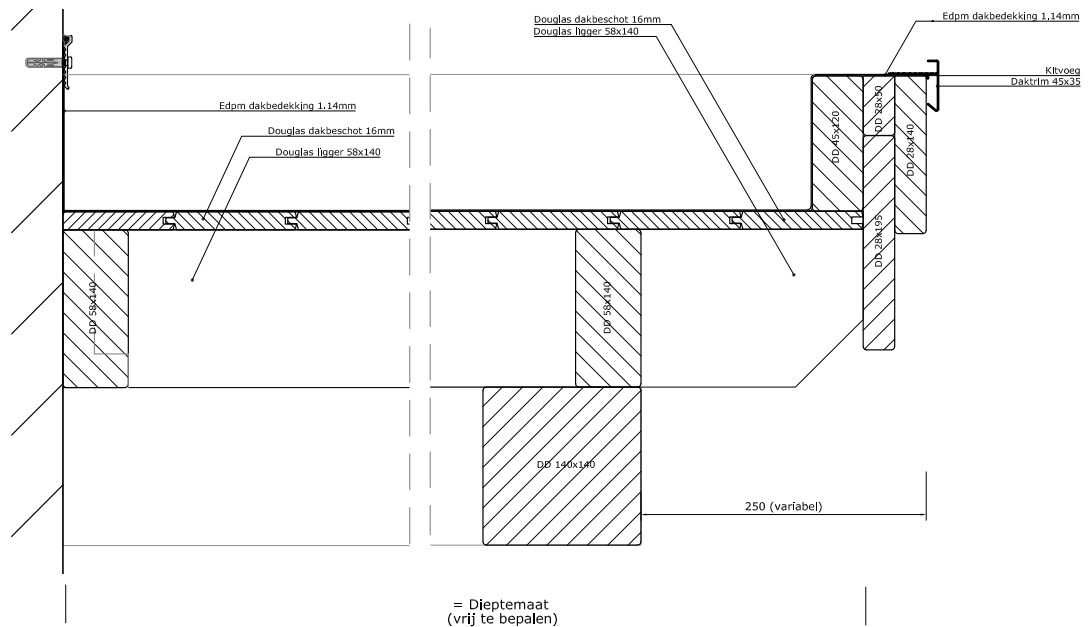 Edpm dakbedekking 1.14mm
Douglas dakbeschot 16mm
Douglas ligger 58x140
Kitvoeg
Daktrim 45x35
Edpm dakbedekking 1.14mm
Douglas dakbeschot 16mm
Douglas ligger 58x140
DD 45x120
DD 28x50
DD 28x140
DD 28x195
DD 58x140
DD 58x140
DD 140x140
250 (variabel)
= Dieptemaat
(vrij te bepalen)